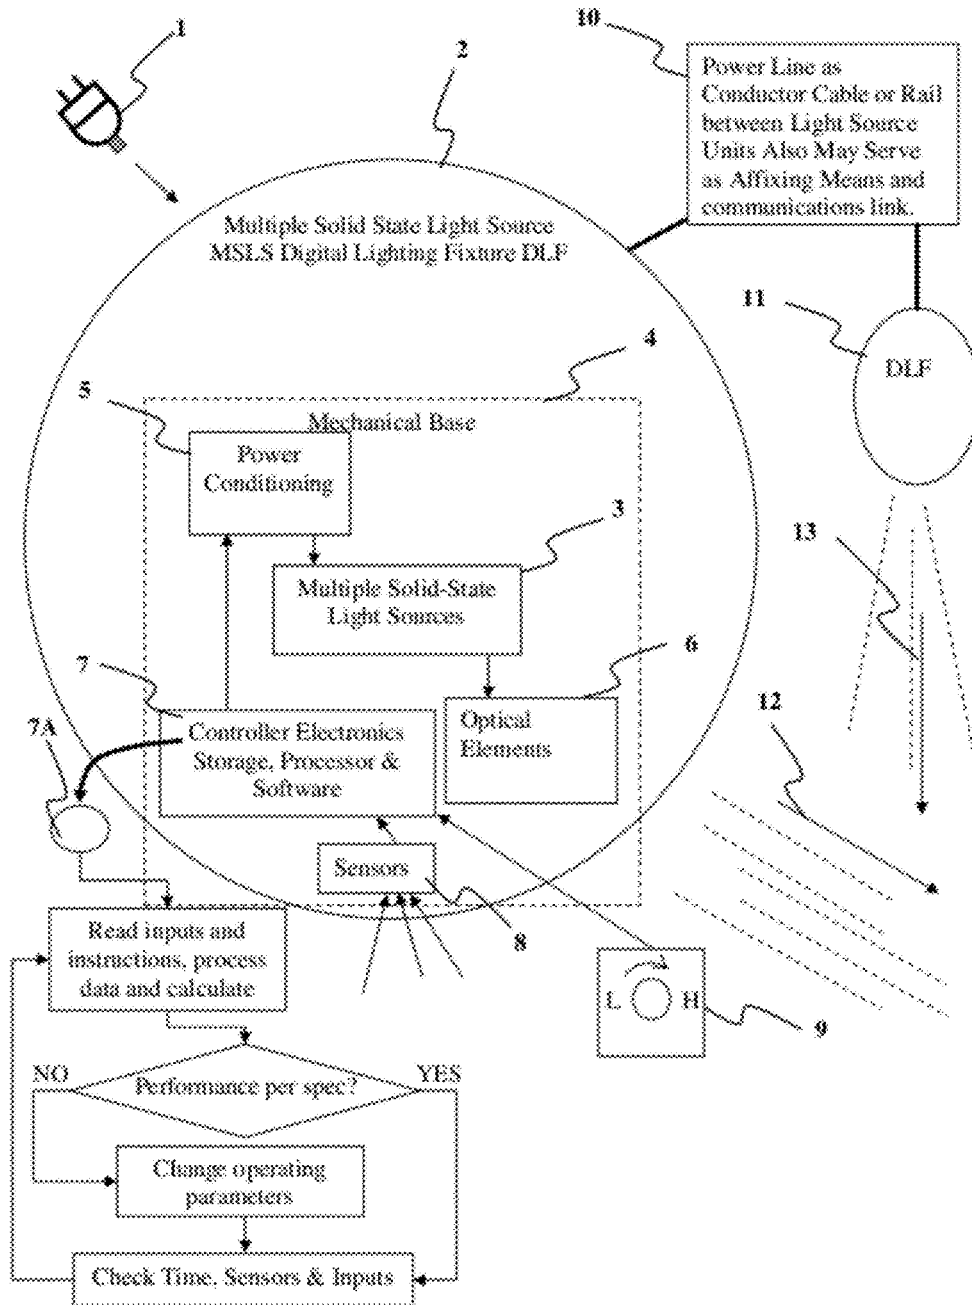 1
2
10
Power Line as
Conductor Cable or Rail
between Light Source
Units Also May Serve
as Affixing Means and
communications link.
Multiple Solid State Light Source
MSLS Digital Lighting Fixture DLF
11
DLF
4
5
Mechanical Base
Power
Conditioning
3
13
Multiple Solid-State
Light Sources
7
6
12
7A
Controller Electronics
Storage, Processor &
Software
Optical
Elements
Sensors
8
Read inputs and
instructions, process
data and calculate
L H
9
NO
YES
Performance per spec?
Change operating
parameters
Check Time, Sensors & Inputs